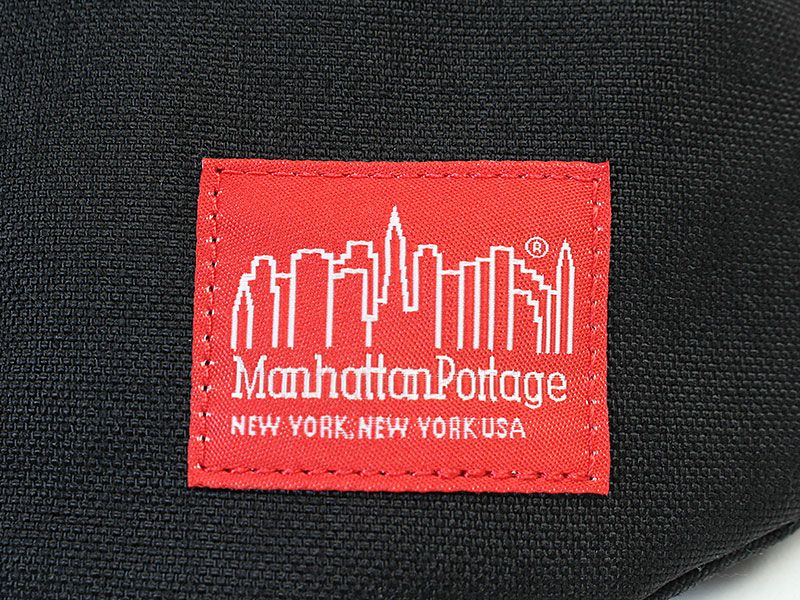 ®
ManhattanPortage
NEW YORK, NEW YORK USA